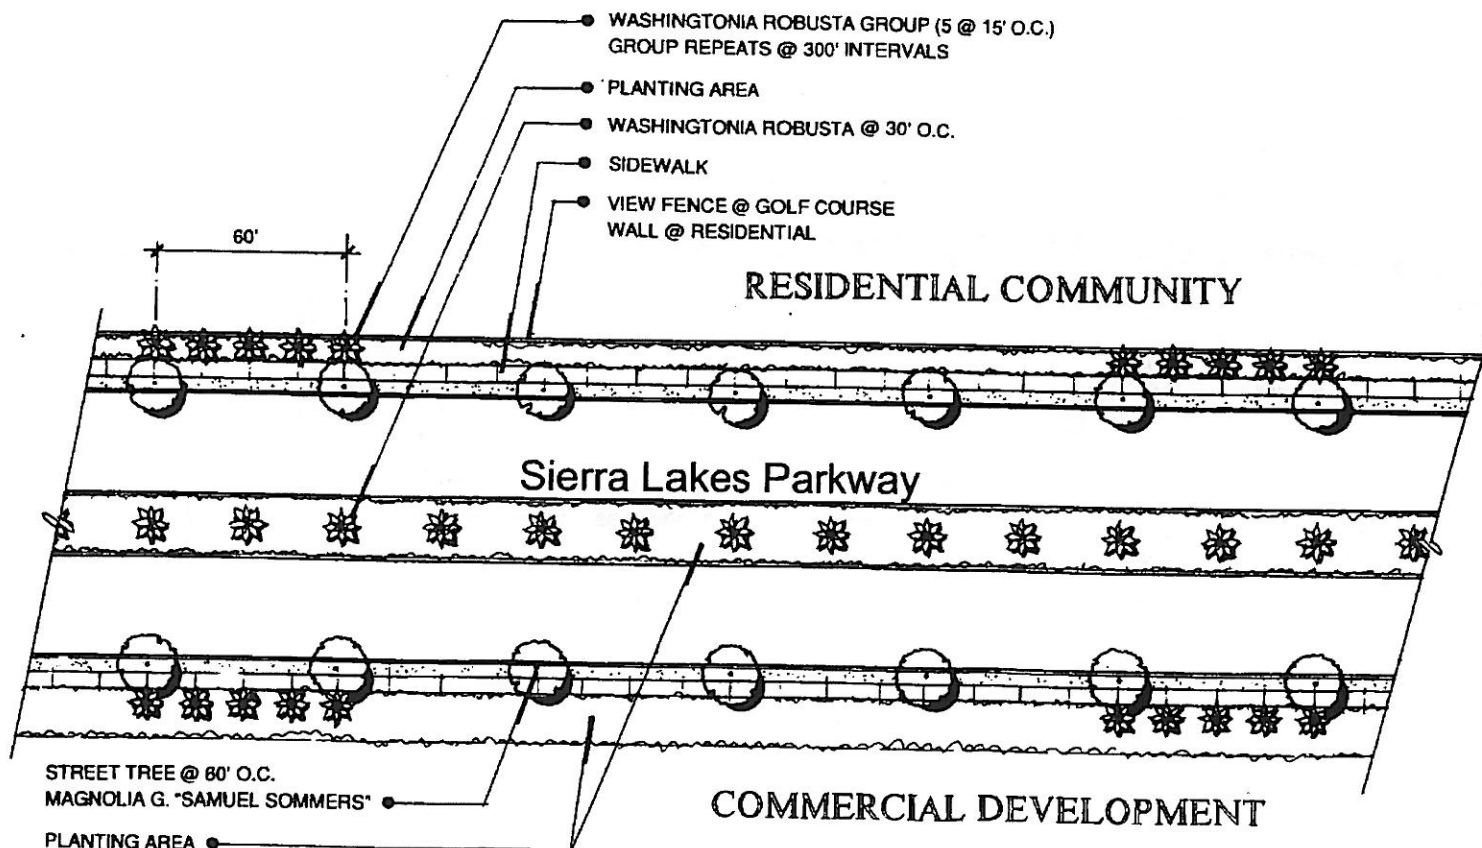 WASHINGTONIA ROBUSTA GROUP (5 @ 15' O.C.)
GROUP REPEATS @ 300' INTERVALS
PLANTING AREA
WASHINGTONIA ROBUSTA @ 30' O.C.
SIDEWALK
VIEW FENCE @ GOLF COURSE
WALL @ RESIDENTIAL
60'
RESIDENTIAL COMMUNITY
Sierra Lakes Parkway
STREET TREE @ 60' O.C.
MAGNOLIA G. "SAMUEL SOMMERS"
COMMERCIAL DEVELOPMENT
PLANTING AREA